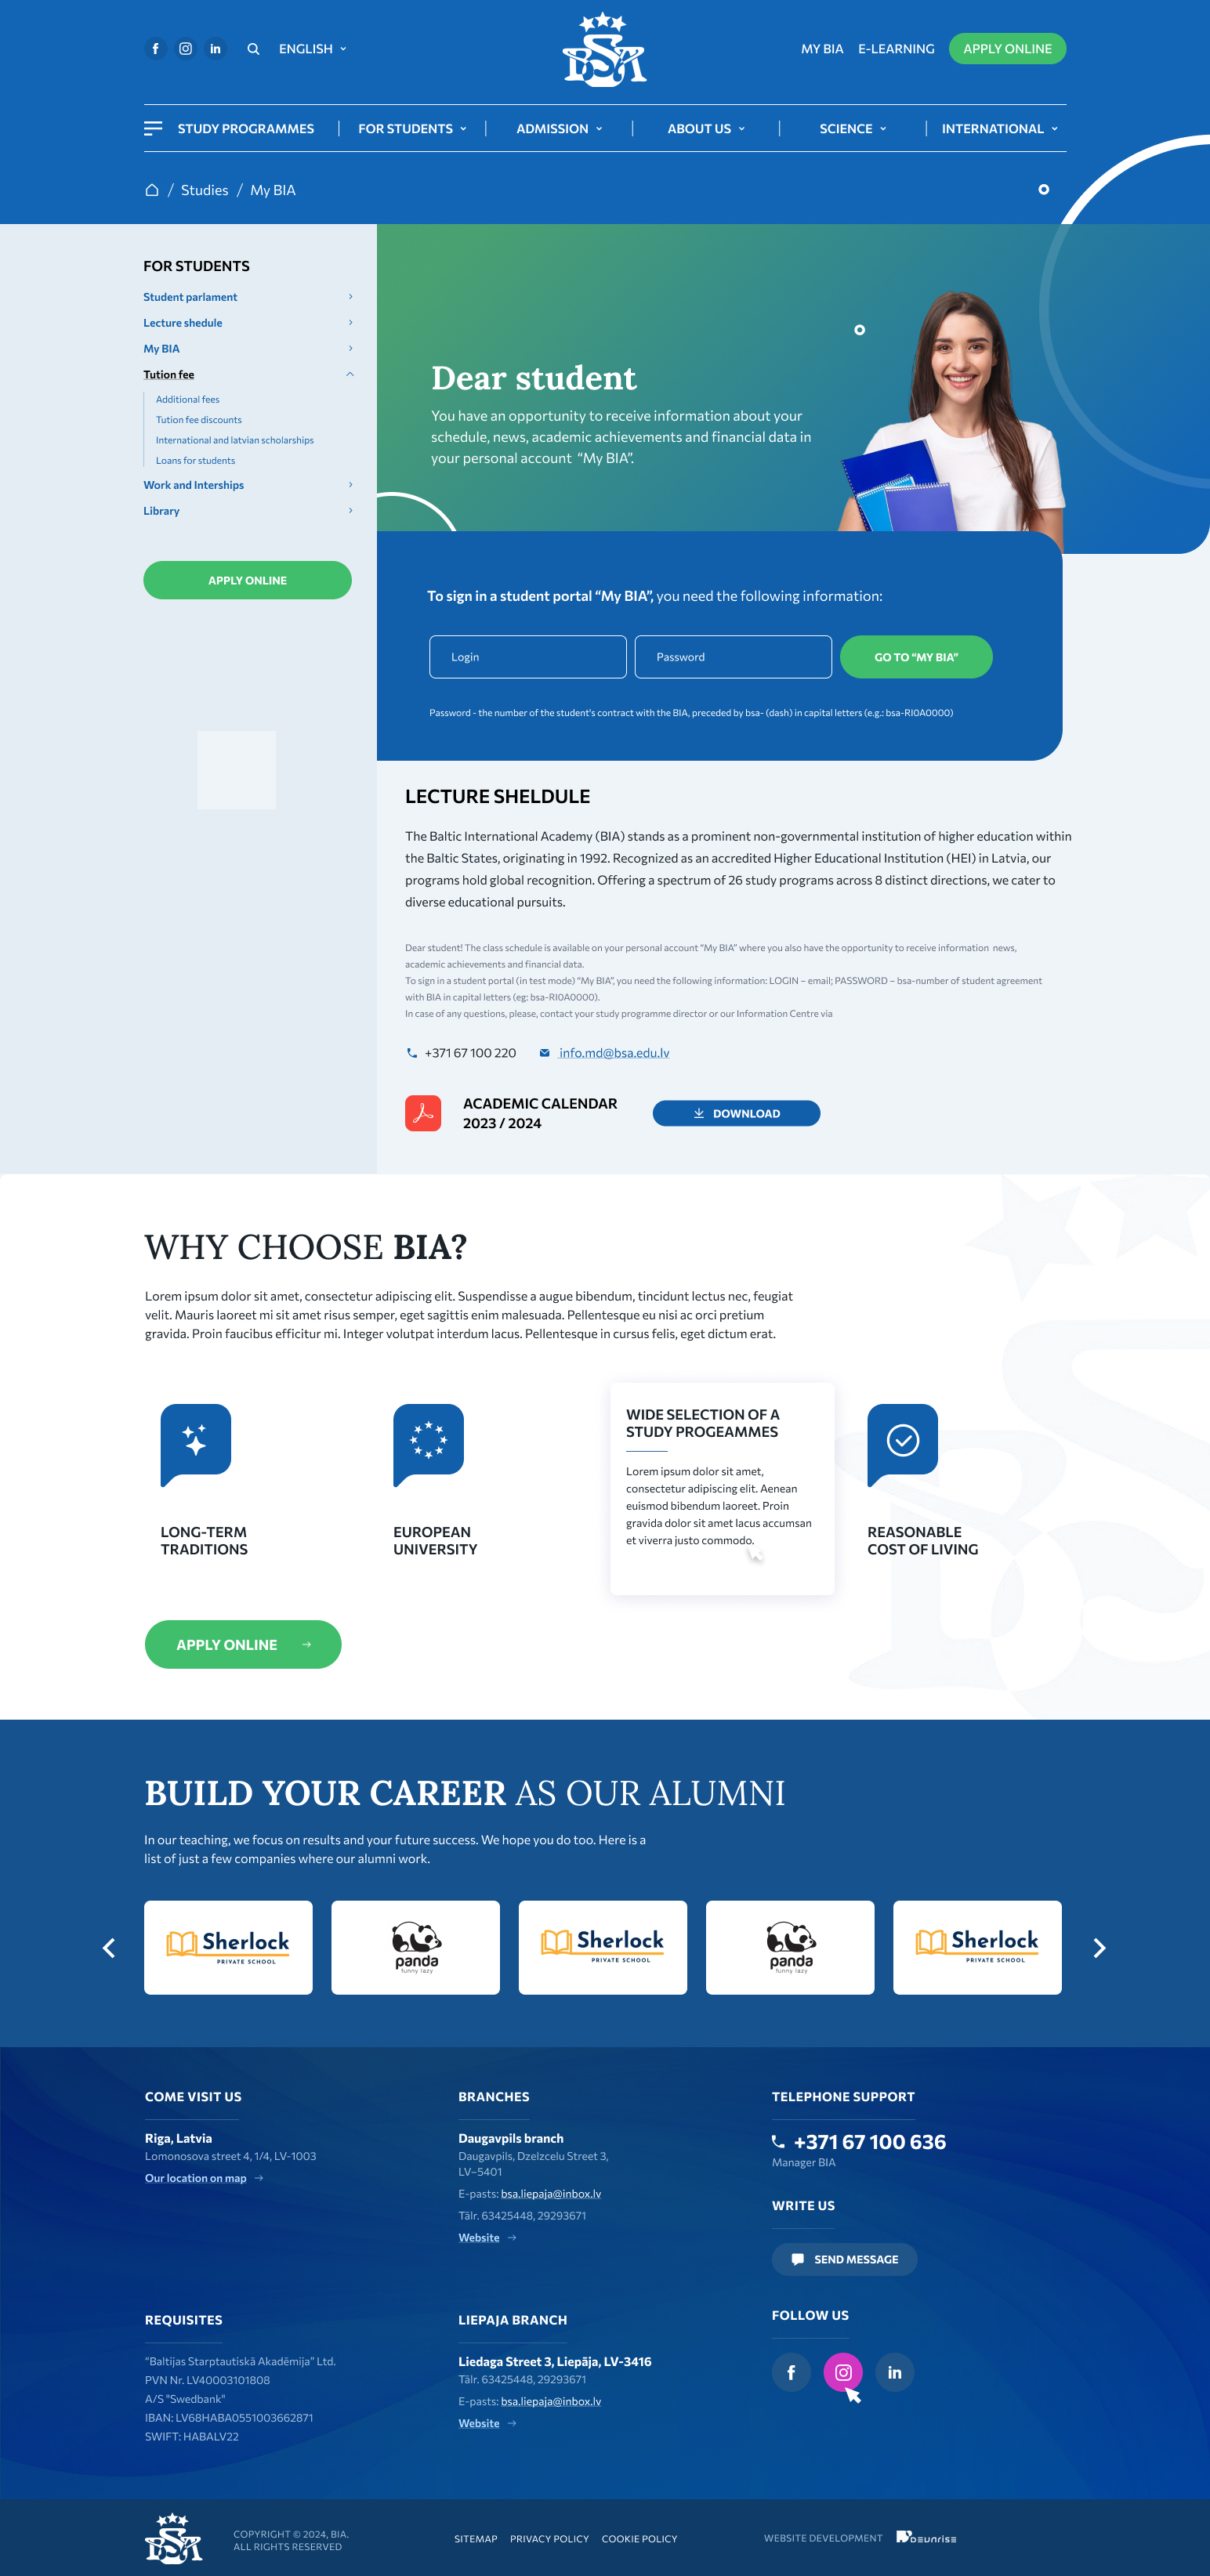 ENGLISH
BSA
MY BIA
E-LEARNING
APPLY ONLINE
STUDY PROGRAMMES
FOR STUDENTS
ADMISSION
ABOUT US
SCIENCE
INTERNATIONAL
/ Studies / My BIA
FOR STUDENTS
Student parlament
Lecture shedule
My BIA
Tution fee
Additional fees
Tution fee discounts
International and latvian scholarships
Loans for students
Work and Interships
Library
APPLY ONLINE
Dear student
You have an opportunity to receive information about your
schedule, news, academic achievements and financial data in
your personal account “My BIA”.
To sign in a student portal “My BIA”, you need the following information:
Login
Password
GO TO “MY BIA”
Password - the number of the student's contract with the BIA, preceded by bsa- (dash) in capital letters (e.g.: bsa-RI0A0000)
LECTURE SHELDULE
The Baltic International Academy (BIA) stands as a prominent non-governmental institution of higher education within
the Baltic States, originating in 1992. Recognized as an accredited Higher Educational Institution (HEI) in Latvia, our
programs hold global recognition. Offering a spectrum of 26 study programs across 8 distinct directions, we cater to
diverse educational pursuits.
Dear student! The class schedule is available on your personal account “My BIA” where you also have the opportunity to receive information news,
academic achievements and financial data.
To sign in a student portal (in test mode) “My BIA”, you need the following information: LOGIN – email; PASSWORD – bsa-number of student agreement
with BIA in capital letters (eg: bsa-RI0A0000).
In case of any questions, please, contact your study programme director or our Information Centre via
+371 67 100 220
info.md@bsa.edu.lv
ACADEMIC CALENDAR
2023 / 2024
DOWNLOAD
WHY CHOOSE BIA?
Lorem ipsum dolor sit amet, consectetur adipiscing elit. Suspendisse a augue bibendum, tincidunt lectus nec, feugiat
velit. Mauris laoreet mi sit amet risus semper, eget sagittis enim malesuada. Pellentesque eu nisi ac orci pretium
gravida. Proin faucibus efficitur mi. Integer volutpat interdum lacus. Pellentesque in cursus felis, eget dictum erat.
LONG-TERM
TRADITIONS
EUROPEAN
UNIVERSITY
WIDE SELECTION OF A
STUDY PROGEAMMES
Lorem ipsum dolor sit amet,
consectetur adipiscing elit. Aenean
euismod bibendum laoreet. Proin
gravida dolor sit amet lacus accumsan
et viverra justo commodo.
REASONABLE
COST OF LIVING
APPLY ONLINE
BUILD YOUR CAREER AS OUR ALUMNI
In our teaching, we focus on results and your future success. We hope you do too. Here is a
list of just a few companies where our alumni work.
Sherlock
PRIVATE SCHOOL
panda
funny lazy
Sherlock
PRIVATE SCHOOL
panda
funny lazy
Sherlock
PRIVATE SCHOOL
COME VISIT US
Riga, Latvia
Lomonosova street 4, 1/4, LV-1003
Our location on map
BRANCHES
Daugavpils branch
Daugavpils, Dzelzcelu Street 3,
LV–5401
E-pasts: bsa.liepaja@inbox.lv
Tālr. 63425448, 29293671
Website
TELEPHONE SUPPORT
+371 67 100 636
Manager BIA
WRITE US
SEND MESSAGE
REQUISITES
“Baltijas Starptautiskā Akadēmija” Ltd.
PVN Nr. LV40003101808
A/S "Swedbank"
IBAN: LV68HABA0551003662871
SWIFT: HABALV22
LIEPAJA BRANCH
Liedaga Street 3, Liepāja, LV-3416
Tālr. 63425448, 29293671
E-pasts: bsa.liepaja@inbox.lv
Website
FOLLOW US
BSA
COPYRIGHT © 2024, BIA.
ALL RIGHTS RESERVED
SITEMAP
PRIVACY POLICY
COOKIE POLICY
WEBSITE DEVELOPMENT